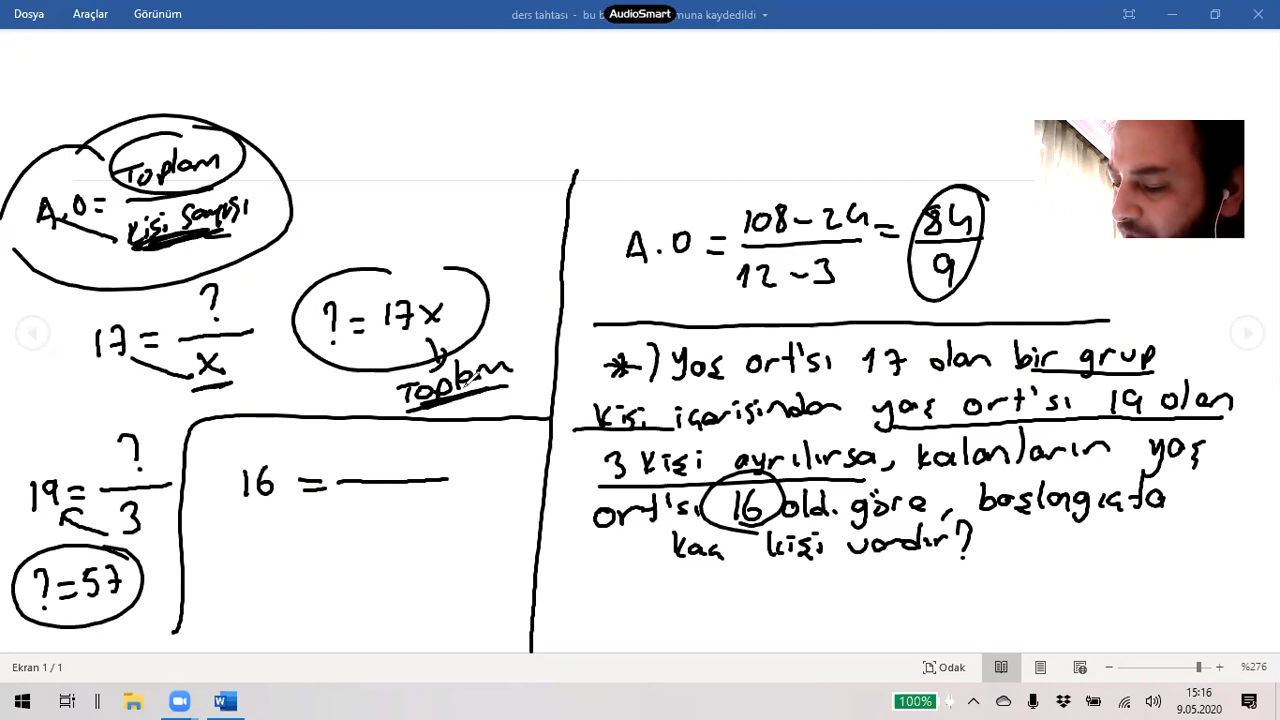 Dosya Araçlar Görünüm
ders tahtası - bu b
AudioSmart
muna kaydedildi
A.O = Toplam
kişi sayısı
17 = ?
x
? = 17x
Toplam
19 = ?
3
? = 57
16 =
A.O = 108 - 24 = 84
12 - 3 9
*) Yaş ort'sı 17 olan bir grup
kişi içerisinden yaş ort'sı 19 olan
3 kişi ayrılırsa, kalanların yaş
ort'sı 16 old. göre, başlangıçta
kaç kişi vardır?
Ekran 1 / 1
Odak
%276
100%
15:16
9.05.2020